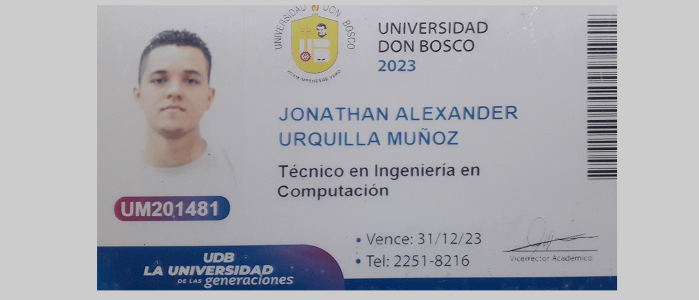 UNIVERSIDAD DON BOSCO
UNIVERSIDAD
DON BOSCO
2023
JONATHAN ALEXANDER
URQUILLA MUÑOZ
Técnico en Ingeniería en
Computación
UM201481
• Vence: 31/12/23
• Tel: 2251-8216
Vicerrector Académico
UDB
LA UNIVERSIDAD
DE LAS generaciones